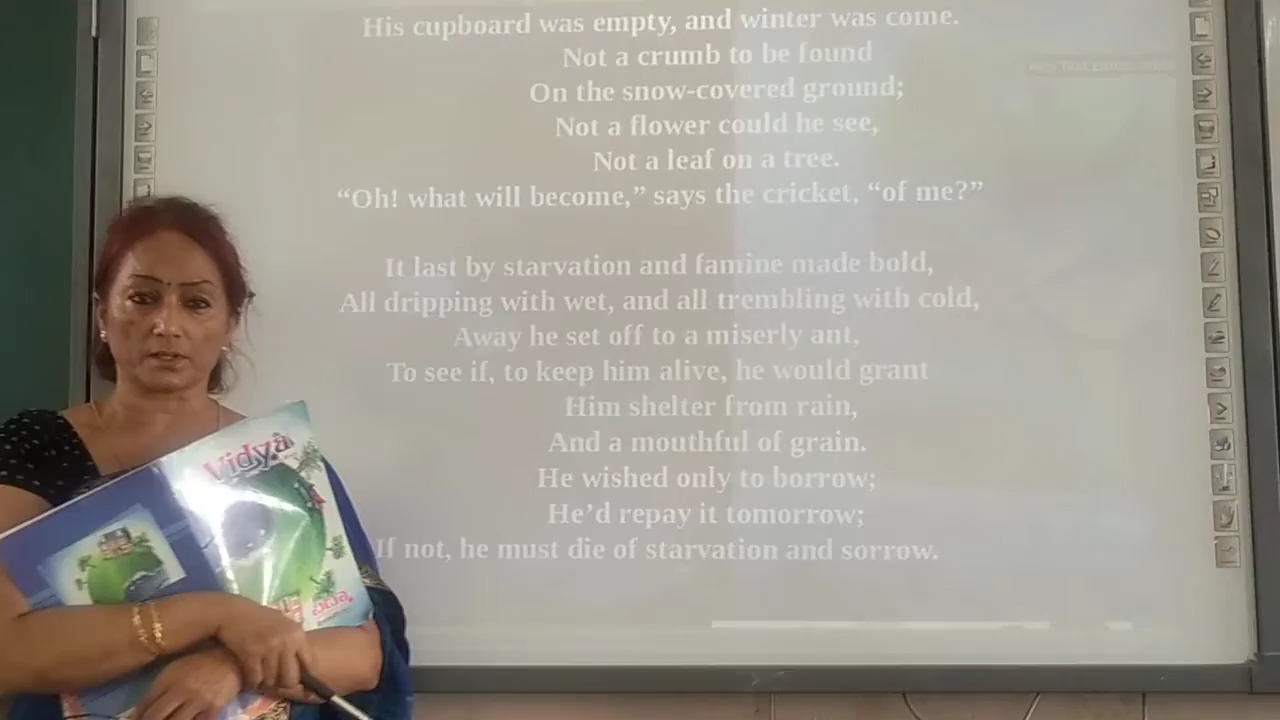 His cupboard was empty, and winter was come.
Not a crumb to be found
On the snow-covered ground;
Not a flower could he see,
Not a leaf on a tree.
“Oh! what will become,” says the cricket, “of me?”
It last by starvation and famine made bold,
All dripping with wet, and all trembling with cold,
Away he set off to a miserly ant,
To see if, to keep him alive, he would grant
Him shelter from rain,
And a mouthful of grain.
He wished only to borrow;
He’d repay it tomorrow;
If not, he must die of starvation and sorrow.
Vidya